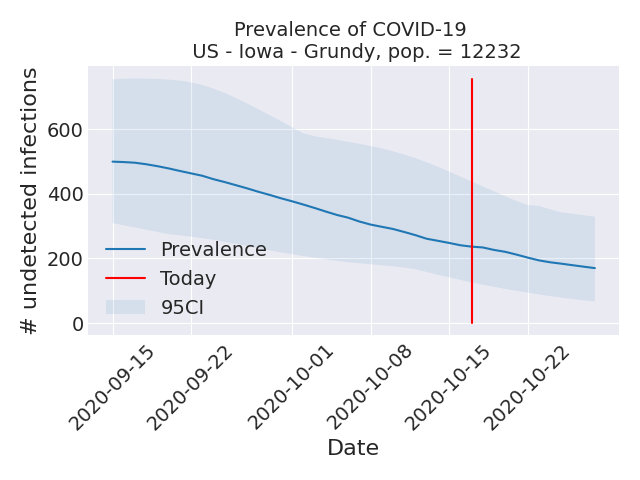 Prevalence of COVID-19
US - Iowa - Grundy, pop. = 12232
# undetected infections
600
400
200
0
Prevalence
Today
95CI
2020-09-15
2020-09-22
2020-10-01
2020-10-08
2020-10-15
2020-10-22
Date